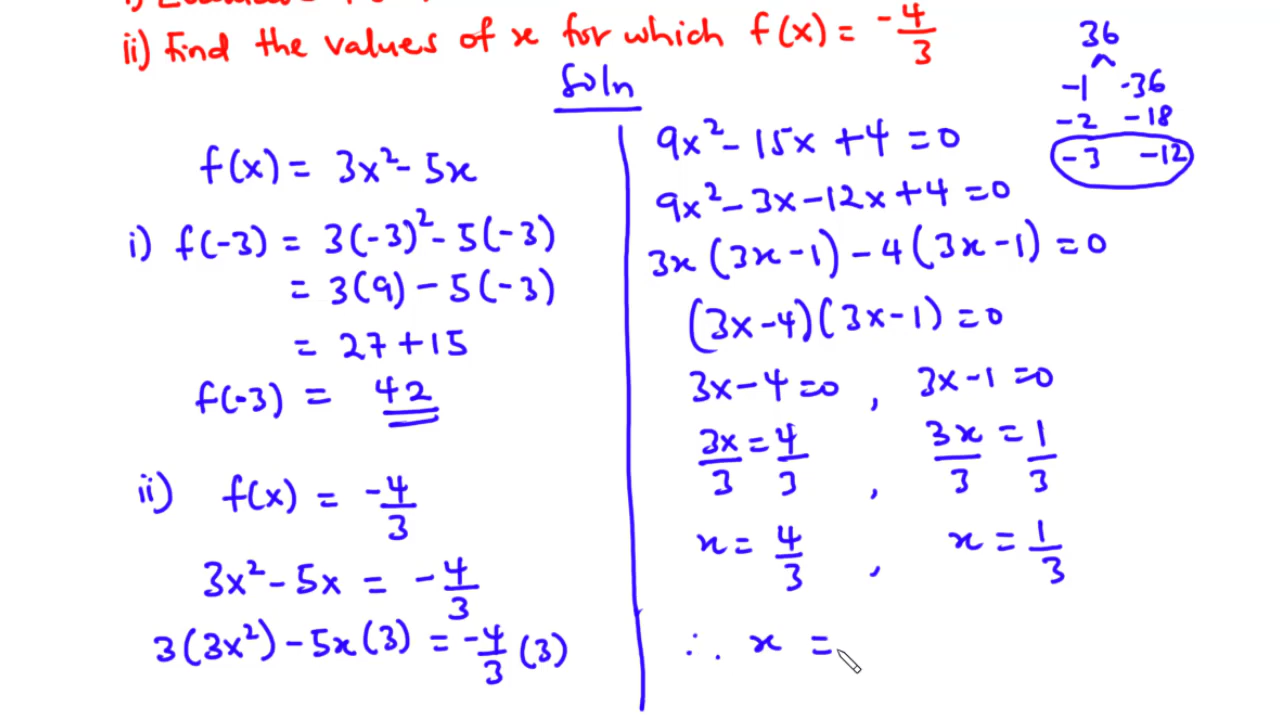 ii) Find the values of x for which f(x) = -4/3
Soln
f(x) = 3x² - 5x
i) f(-3) = 3(-3)² - 5(-3)
= 3(9) - 5(-3)
= 27 + 15
f(-3) = 42
ii) f(x) = -4/3
3x² - 5x = -4/3
3(3x²) - 5x(3) = -4/3 (3)
9x² - 15x + 4 = 0
9x² - 3x - 12x + 4 = 0
3x(3x - 1) - 4(3x - 1) = 0
(3x - 4)(3x - 1) = 0
3x - 4 = 0 , 3x - 1 = 0
3x/3 = 4/3 , 3x/3 = 1/3
x = 4/3 , x = 1/3
∴ x =
36
-1 -36
-2 -18
-3 -12